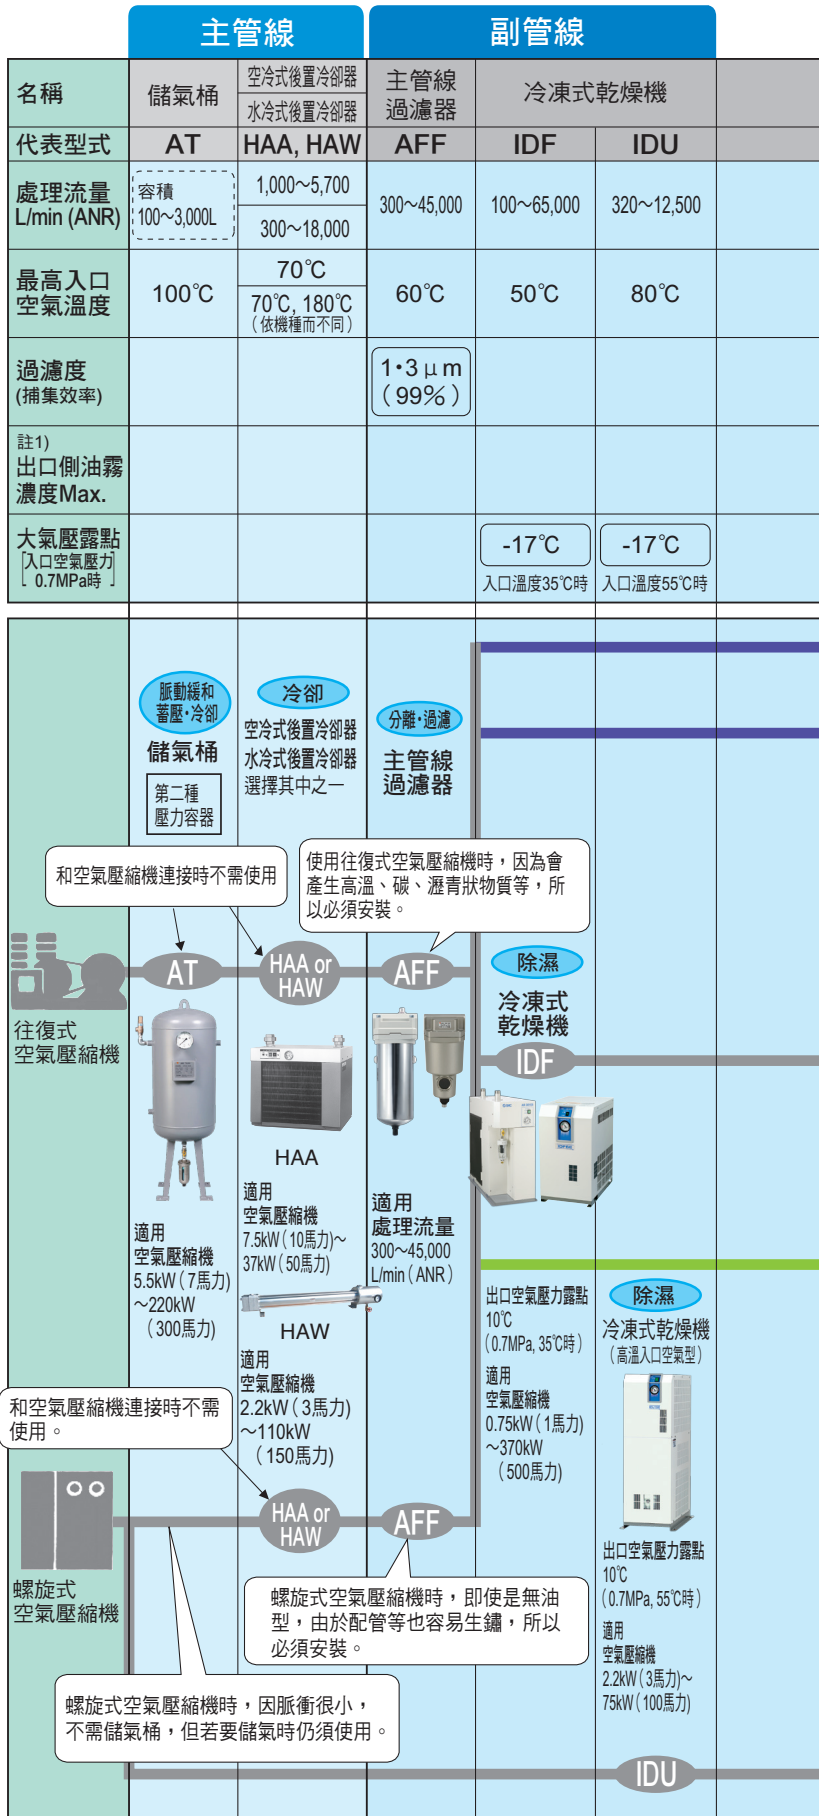 主管線
副管線
名稱
儲氣桶
空冷式後置冷卻器
水冷式後置冷卻器
主管線
過濾器
冷凍式乾燥機
代表型式
AT
HAA, HAW
AFF
IDF
IDU
處理流量
L/min (ANR)
容積
100～3,000L
1,000～5,700
300～18,000
300～45,000
100～65,000
320～12,500
最高入口
空氣溫度
100℃
70℃
70℃, 180℃
（依機種而不同）
60℃
50℃
80℃
過濾度
(捕集效率)
1・3 μm
（99%）
註1)
出口側油霧
濃度Max.
大氣壓露點
[入口空氣壓力
0.7MPa時]
-17℃
入口溫度35℃時
-17℃
入口溫度55℃時
脈動緩和
蓄壓・冷卻
儲氣桶
第二種
壓力容器
冷卻
空冷式後置冷卻器
水冷式後置冷卻器
選擇其中之一
分離・過濾
主管線
過濾器
和空氣壓縮機連接時不需使用
使用往復式空氣壓縮機時，因為會
產生高溫、碳、瀝青狀物質等，所
以必須安裝。
AT
HAA or
HAW
AFF
往復式
空氣壓縮機
除濕
冷凍式
乾燥機
IDF
HAA
適用
空氣壓縮機
5.5kW（7馬力）
～220kW
（300馬力）
適用
空氣壓縮機
7.5kW（10馬力）～
37kW（50馬力）
HAW
適用
空氣壓縮機
2.2kW（3馬力）
～110kW
（150馬力）
適用
處理流量
300～45,000
L/min（ANR）
出口空氣壓力露點
10℃
（0.7MPa, 35℃時）
適用
空氣壓縮機
0.75kW（1馬力）
～370kW
（500馬力）
除濕
冷凍式乾燥機
（高溫入口空氣型）
和空氣壓縮機連接時不需
使用。
HAA or
HAW
AFF
螺旋式
空氣壓縮機
出口空氣壓力露點
10℃
（0.7MPa, 55℃時）
適用
空氣壓縮機
2.2kW（3馬力）～
75kW（100馬力）
螺旋式空氣壓縮機時，即使是無油
型，由於配管等也容易生鏽，所以
必須安裝。
螺旋式空氣壓縮機時，因脈衝很小，
不需儲氣桶，但若要儲氣時仍須使用。
IDU